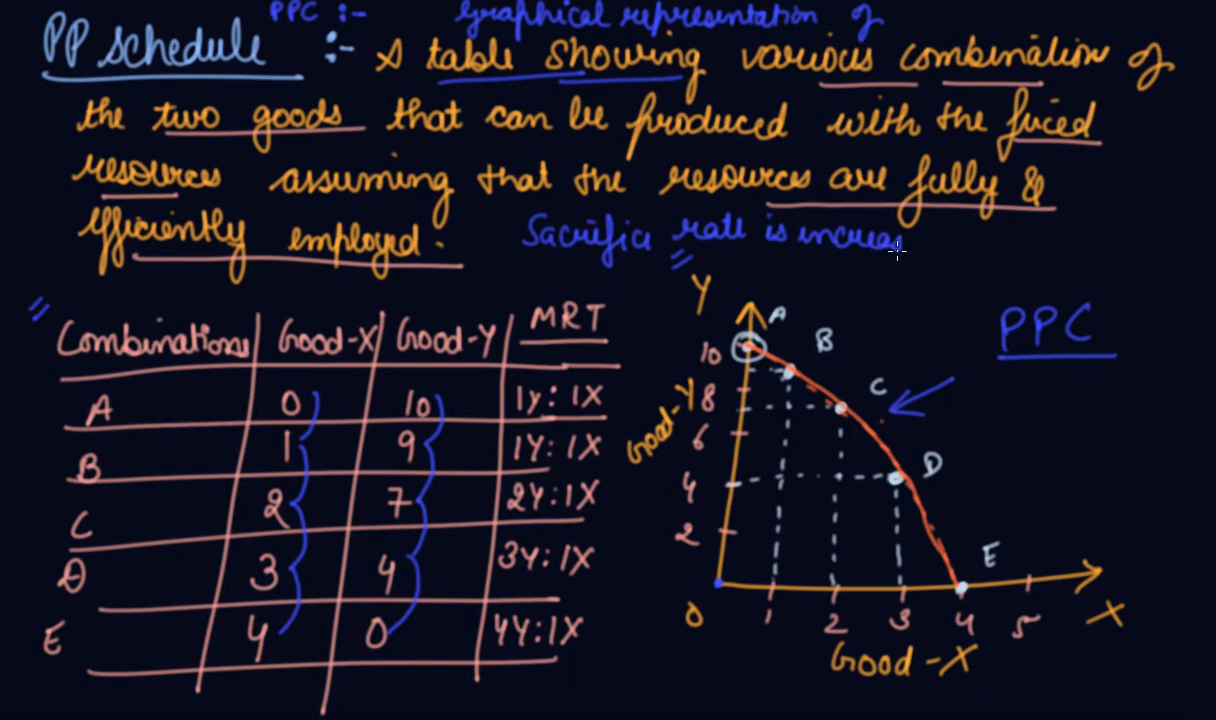 PPC :- Graphical representation of
PP schedule :- A table showing various combination of
the two goods that can be produced with the fixed
resources assuming that the resources are fully &
efficiently employed.
Sacrifice rate is increas
Combinations Good-X Good-Y MRT
A 0 10 1Y:1X
B 1 9 1Y:1X
C 2 7 2Y:1X
D 3 4 3Y:1X
E 4 0 4Y:1X
Y
PPC
A
B
C
D
E
10
8
6
4
2
Good-Y
0 1 2 3 4 5 X
Good-X